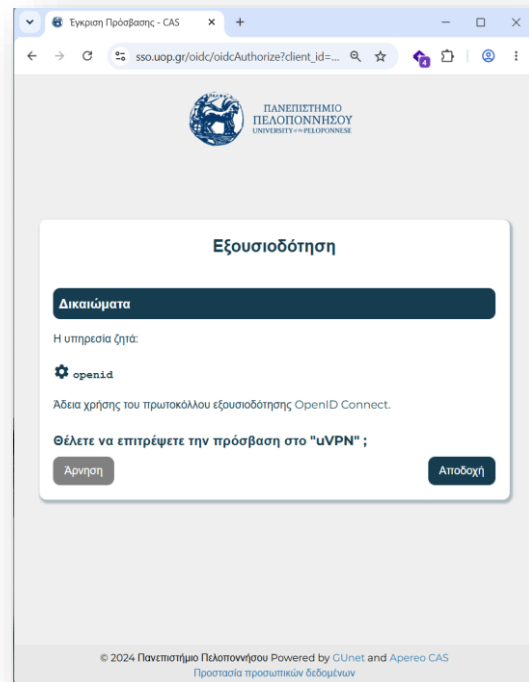 Έγκριση Πρόσβασης - CAS
sso.uop.gr/oidc/oidcAuthorize?client_id=...
4
ΠΑΝΕΠΙΣΤΗΜΙΟ
ΠΕΛΟΠΟΝΝΗΣΟΥ
UNIVERSITY of the PELOPONNESE
Εξουσιοδότηση
Δικαιώματα
Η υπηρεσία ζητά:
openid
Άδεια χρήσης του πρωτοκόλλου εξουσιοδότησης OpenID Connect.
Θέλετε να επιτρέψετε την πρόσβαση στο "uVPN" ;
Άρνηση
Αποδοχή
© 2024 Πανεπιστήμιο Πελοποννήσου Powered by GUnet and Apereo CAS
Προστασία προσωπικών δεδομένων